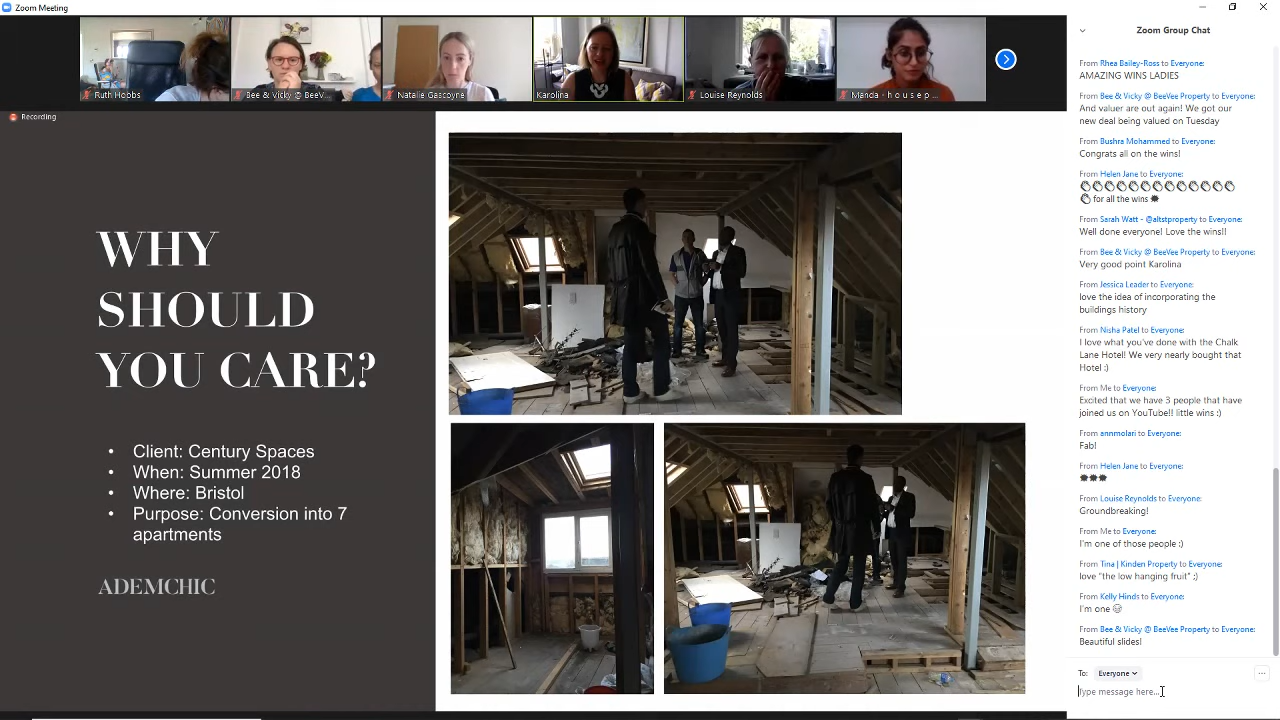 Zoom Meeting
Ruth Hoobs
Bee & Vicky @ BeeV...
Natalie Gascoyne
Karolina
Louise Reynolds
Manda - h o u s e p ...
Recording
WHY
SHOULD
YOU CARE?
• Client: Century Spaces
• When: Summer 2018
• Where: Bristol
• Purpose: Conversion into 7
apartments
ADEMCHIC
Zoom Group Chat
From Rhea Bailey-Ross to Everyone:
AMAZING WINS LADIES
From Bee & Vicky @ BeeVee Property to Everyone:
And valuer are out again! We got our
new deal being valued on Tuesday
From Bushra Mohammed to Everyone:
Congrats all on the wins!
From Helen Jane to Everyone:
for all the wins
From Sarah Watt - @altstproperty to Everyone:
Well done everyone! Love the wins!!
From Bee & Vicky @ BeeVee Property to Everyone:
Very good point Karolina
From Jessica Leader to Everyone:
love the idea of incorporating the
buildings history
From Nisha Patel to Everyone:
I love what you've done with the Chalk
Lane Hotel! We very nearly bought that
Hotel :)
From Me to Everyone:
Excited that we have 3 people that have
joined us on YouTube!! little wins :)
From annmolari to Everyone:
Fab!
From Helen Jane to Everyone:
From Louise Reynolds to Everyone:
Groundbreaking!
From Me to Everyone:
I'm one of those people :)
From Tina | Kinden Property to Everyone:
love "the low hanging fruit" ;)
From Kelly Hinds to Everyone:
I'm one
From Bee & Vicky @ BeeVee Property to Everyone:
Beautiful slides!
To: Everyone
Type message here...